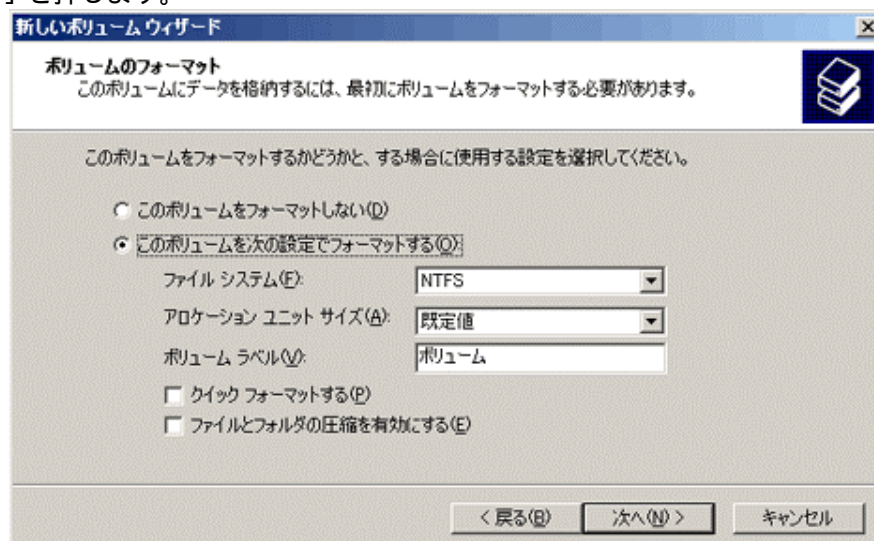 」を押します。
新しいボリューム ウィザード
ボリュームのフォーマット
このボリュームにデータを格納するには、最初にボリュームをフォーマットする必要があります。
このボリュームをフォーマットするかどうかと、する場合に使用する設定を選択してください。
このボリュームをフォーマットしない(D)
このボリュームを次の設定でフォーマットする(O):
ファイル システム(F): NTFS
アロケーション ユニット サイズ(A): 既定値
ボリューム ラベル(V): ボリューム
クイック フォーマットする(P)
ファイルとフォルダの圧縮を有効にする(E)
< 戻る(B) 次へ(N) > キャンセル